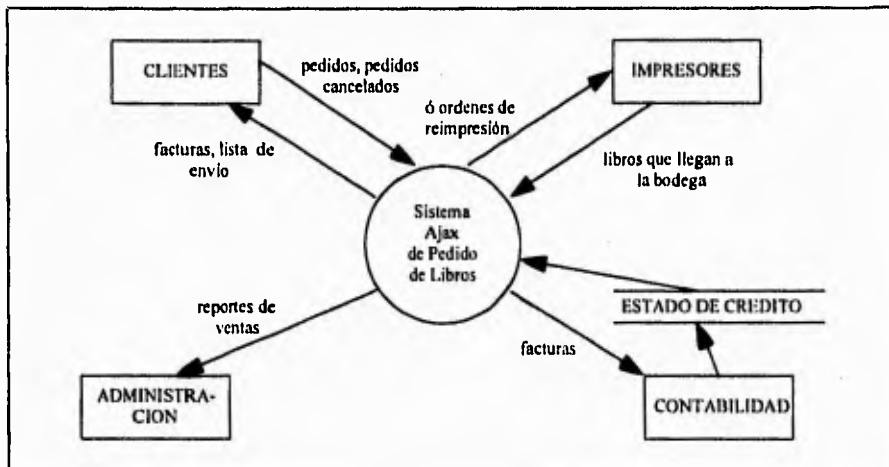 CLIENTES
pedidos, pedidos
cancelados
IMPRESORES
ó ordenes de
reimpresión
facturas, lista de
envío
libros que llegan a
la bodega
Sistema
Ajax
de Pedido
de Libros
reportes de
ventas
ESTADO DE CREDITO
facturas
ADMINISTRA-
CION
CONTABILIDAD